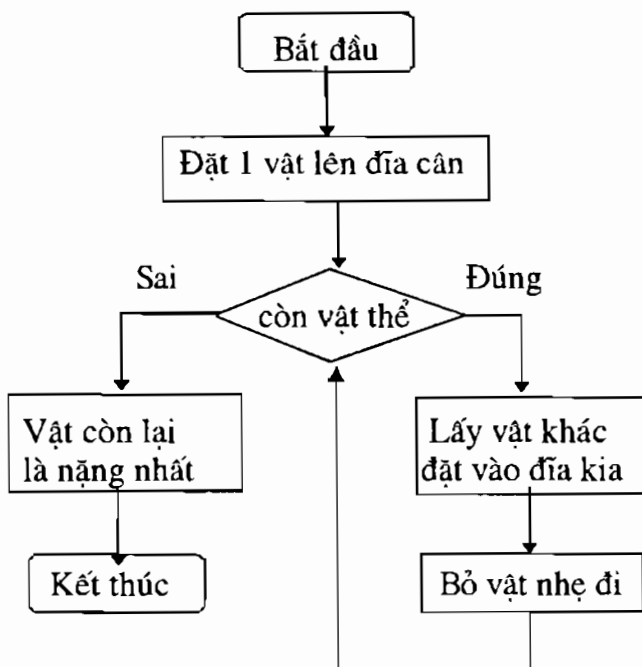 Bắt đầu
Đặt 1 vật lên đĩa cân
Sai
Đúng
còn vật thể
Vật còn lại
là nặng nhất
Lấy vật khác
đặt vào đĩa kia
Kết thúc
Bỏ vật nhẹ đi